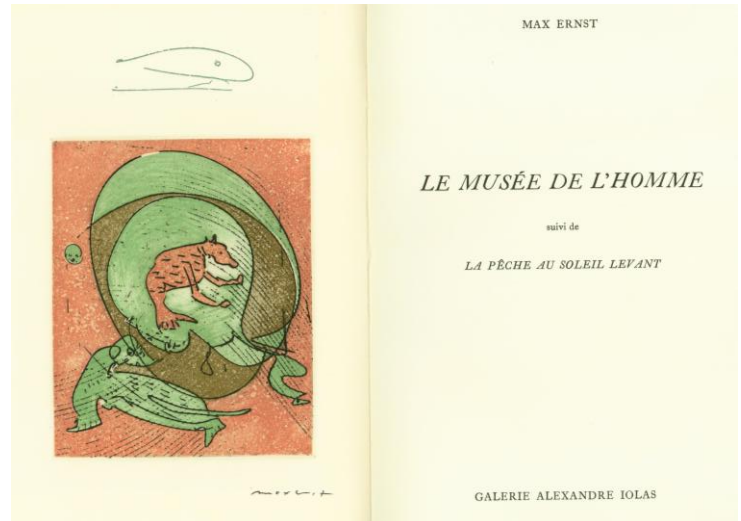 MAX ERNST
LE MUSÉE DE L'HOMME
suivi de
LA PÊCHE AU SOLEIL LEVANT
GALERIE ALEXANDRE IOLAS